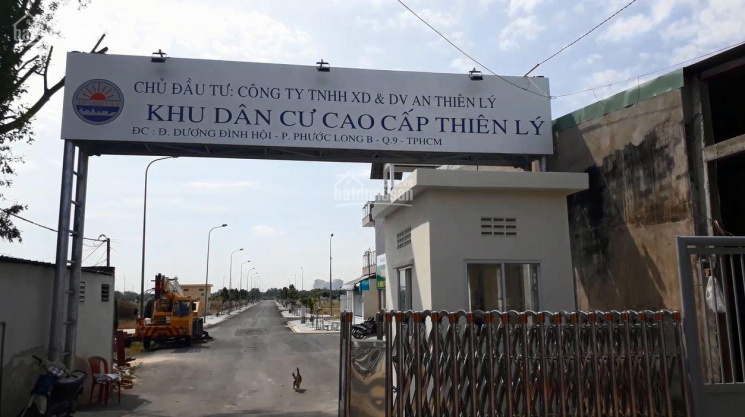 CHỦ ĐẦU TƯ: CÔNG TY TNHH XD & DV AN THIÊN LÝ
KHU DÂN CƯ CAO CẤP THIÊN LÝ
ĐC : Đ. DƯƠNG ĐÌNH HỘI - P. PHƯỚC LONG B - Q.9 - TPHCM